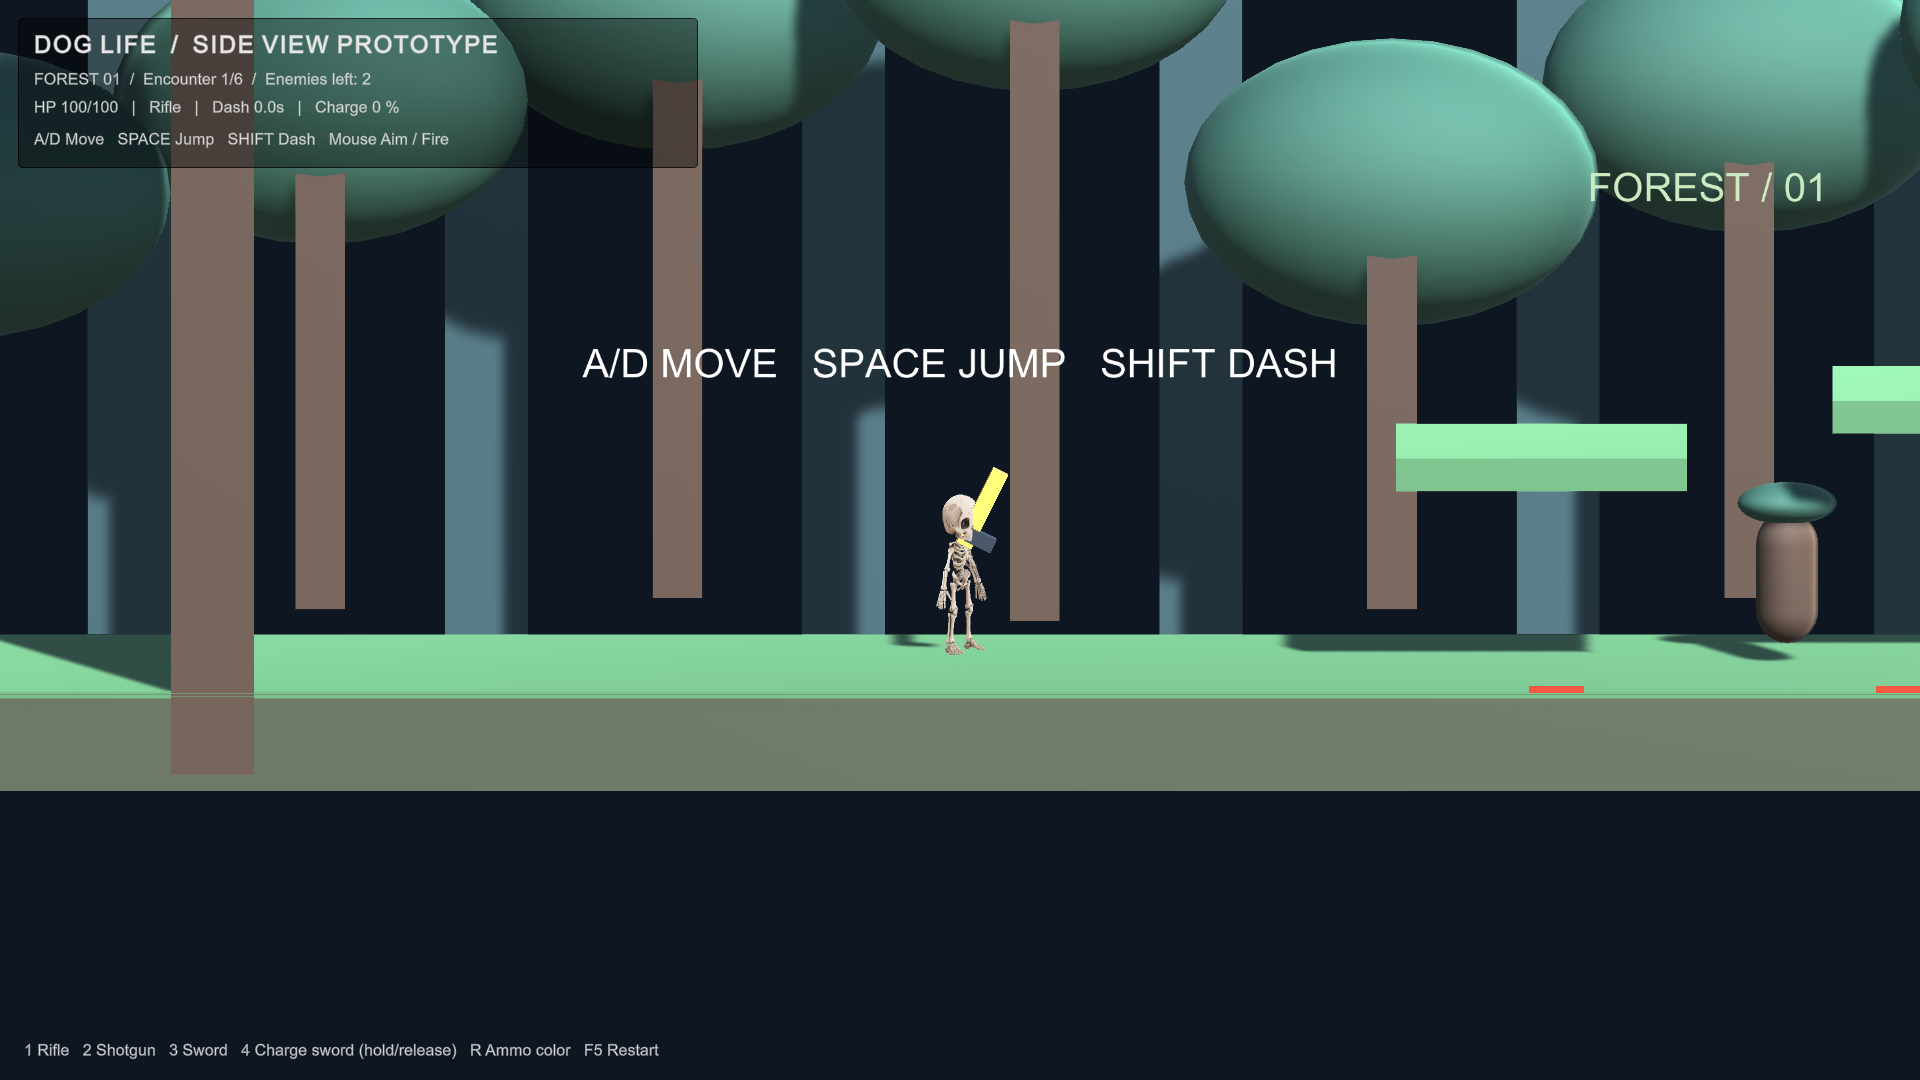 DOG LIFE / SIDE VIEW PROTOTYPE
FOREST 01 / Encounter 1/6 / Enemies left: 2
HP 100/100 | Rifle | Dash 0.0s | Charge 0 %
A/D Move SPACE Jump SHIFT Dash Mouse Aim / Fire
FOREST / 01
A/D MOVE SPACE JUMP SHIFT DASH
1 Rifle 2 Shotgun 3 Sword 4 Charge sword (hold/release) R Ammo color F5 Restart